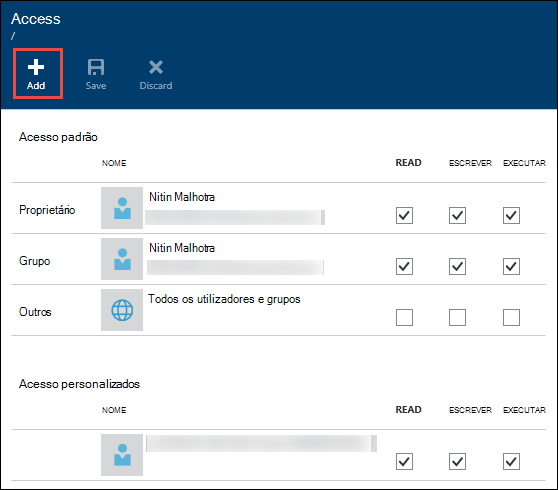 Access
/
Add Save Discard
Acesso padrão
NOME READ ESCREVER EXECUTAR
Proprietário Nitin Malhotra
Grupo Nitin Malhotra
Outros Todos os utilizadores e grupos
Acesso personalizados
NOME READ ESCREVER EXECUTAR